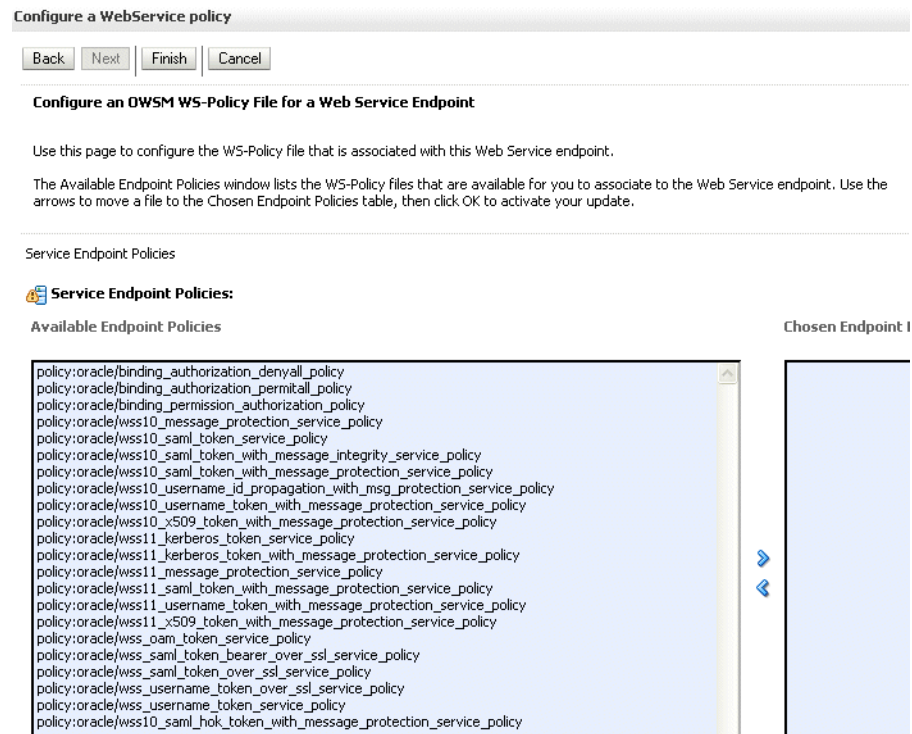 Configure a WebService policy
Back Next Finish Cancel
Configure an OWSM WS-Policy File for a Web Service Endpoint
Use this page to configure the WS-Policy file that is associated with this Web Service endpoint.
The Available Endpoint Policies window lists the WS-Policy files that are available for you to associate to the Web Service endpoint. Use the
arrows to move a file to the Chosen Endpoint Policies table, then click OK to activate your update.
Service Endpoint Policies
Service Endpoint Policies:
Available Endpoint Policies
Chosen Endpoint
policy:oracle/binding_authorization_denyall_policy
policy:oracle/binding_authorization_permitall_policy
policy:oracle/binding_permission_authorization_policy
policy:oracle/wss10_message_protection_service_policy
policy:oracle/wss10_saml_token_service_policy
policy:oracle/wss10_saml_token_with_message_integrity_service_policy
policy:oracle/wss10_saml_token_with_message_protection_service_policy
policy:oracle/wss10_username_id_propagation_with_msg_protection_service_policy
policy:oracle/wss10_username_token_with_message_protection_service_policy
policy:oracle/wss10_x509_token_with_message_protection_service_policy
policy:oracle/wss11_kerberos_token_service_policy
policy:oracle/wss11_kerberos_token_with_message_protection_service_policy
policy:oracle/wss11_message_protection_service_policy
policy:oracle/wss11_saml_token_with_message_protection_service_policy
policy:oracle/wss11_username_token_with_message_protection_service_policy
policy:oracle/wss11_x509_token_with_message_protection_service_policy
policy:oracle/wss_oam_token_service_policy
policy:oracle/wss_saml_token_bearer_over_ssl_service_policy
policy:oracle/wss_saml_token_over_ssl_service_policy
policy:oracle/wss_username_token_over_ssl_service_policy
policy:oracle/wss_username_token_service_policy
policy:oracle/wss10_saml_hok_token_with_message_protection_service_policy